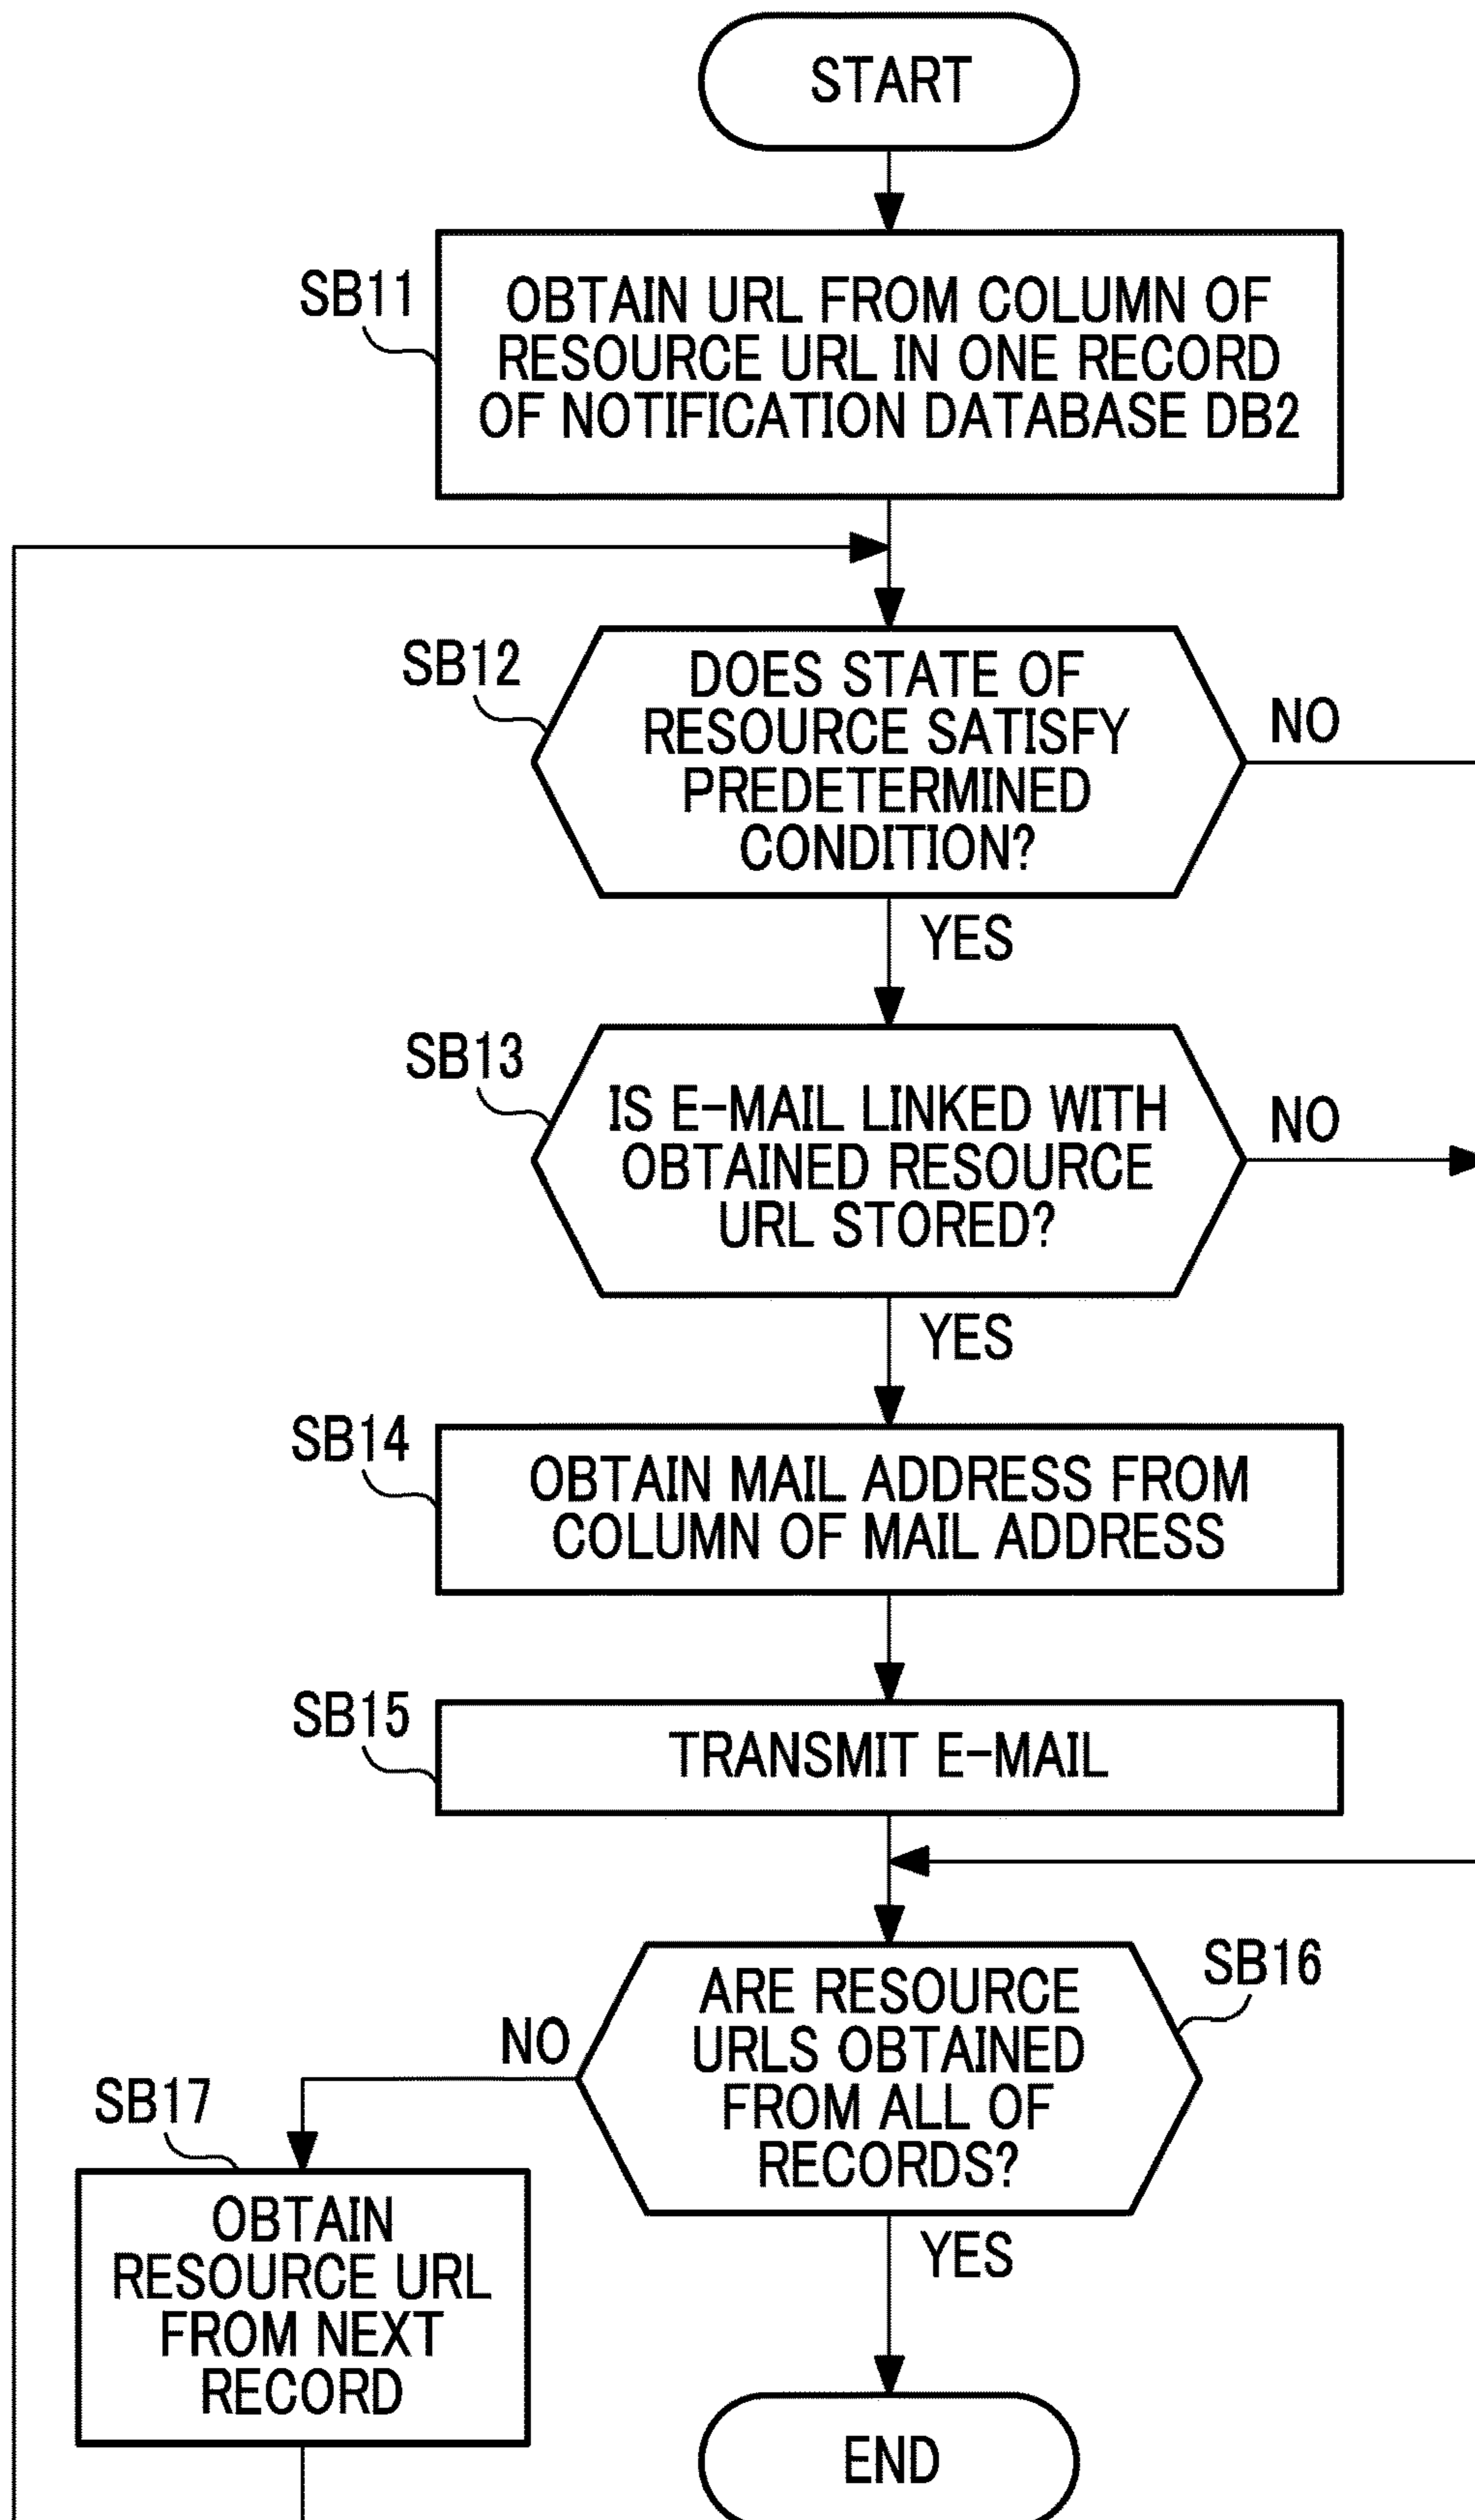 START
SB11
OBTAIN URL FROM COLUMN OF
RESOURCE URL IN ONE RECORD
OF NOTIFICATION DATABASE DB2
SB12
DOES STATE OF
RESOURCE SATISFY
PREDETERMINED
CONDITION?
NO
YES
SB13
IS E-MAIL LINKED WITH
OBTAINED RESOURCE
URL STORED?
NO
YES
SB14
OBTAIN MAIL ADDRESS FROM
COLUMN OF MAIL ADDRESS
SB15
TRANSMIT E-MAIL
SB16
ARE RESOURCE
URLS OBTAINED
FROM ALL OF
RECORDS?
NO
YES
SB17
OBTAIN
RESOURCE URL
FROM NEXT
RECORD
END